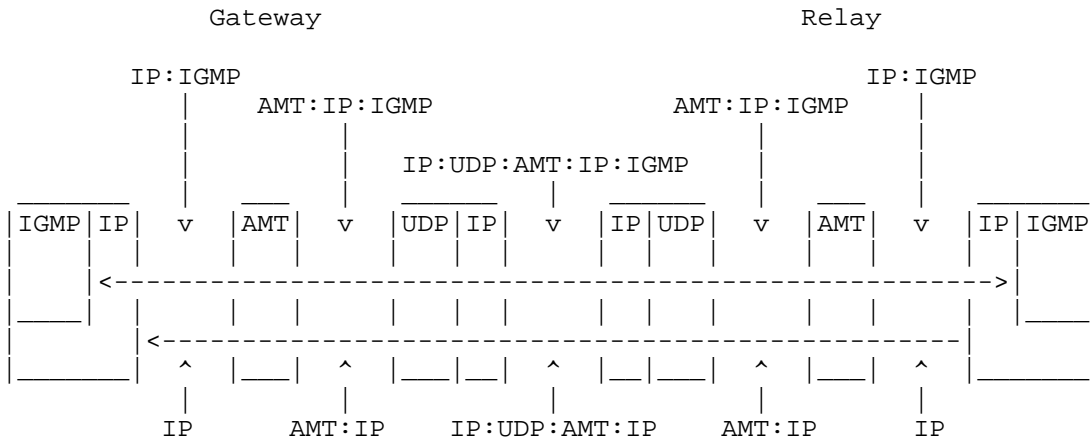 Gateway Relay
IP:IGMP IP:IGMP
AMT:IP:IGMP AMT:IP:IGMP
IP:UDP:AMT:IP:IGMP
IGMP IP v AMT v UDP IP v IP UDP v AMT v IP IGMP
IP AMT:IP IP:UDP:AMT:IP AMT:IP IP